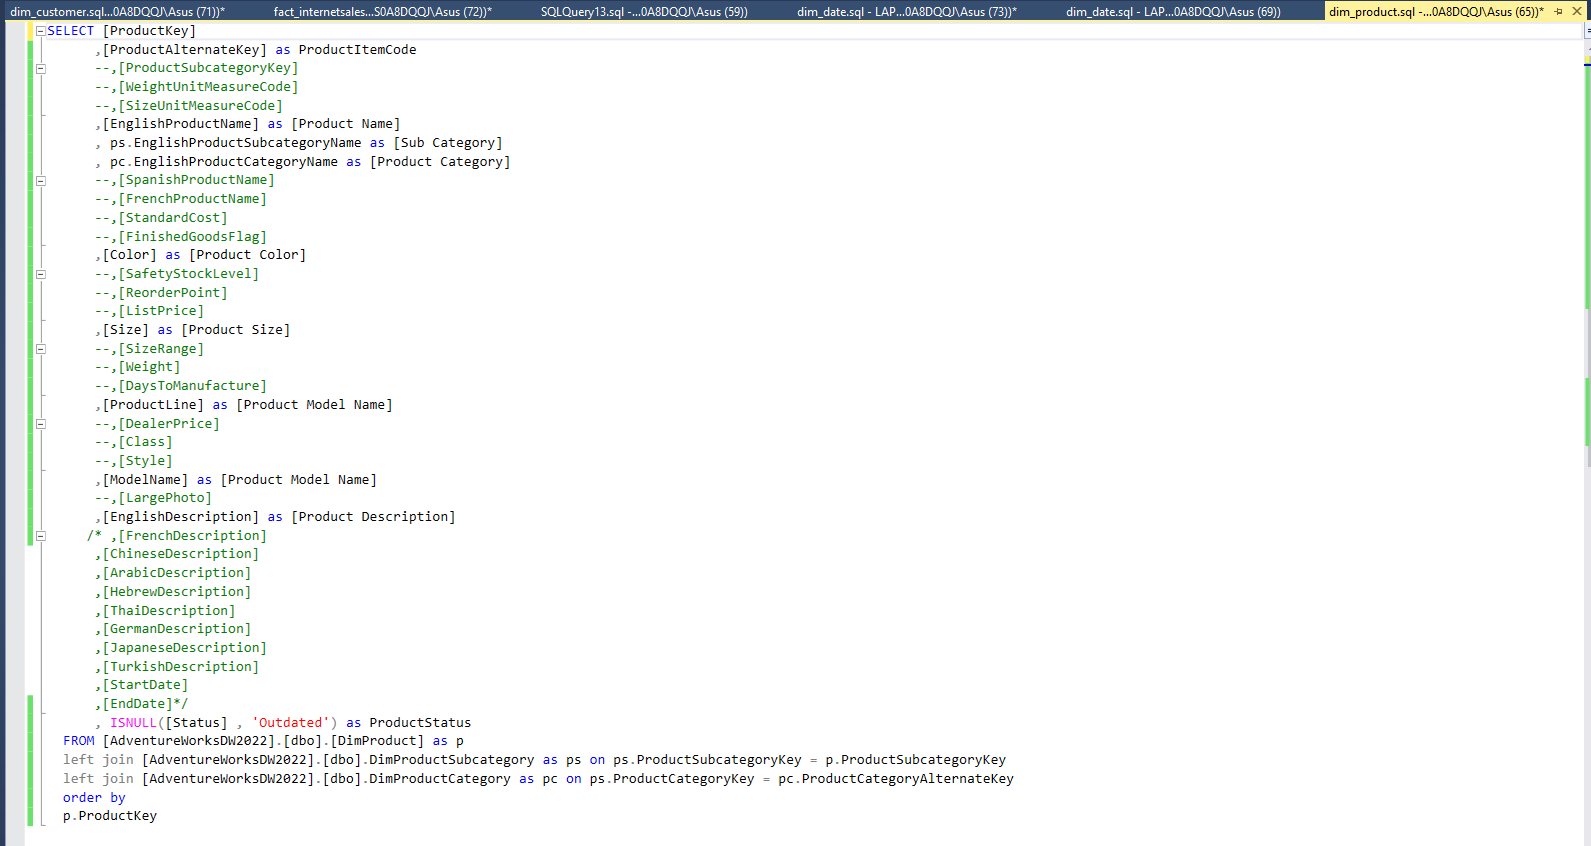 dim_customer.sql...0A8DQQJ\Asus (71))* fact_internetsales...S0A8DQQJ\Asus (72))* SQLQuery13.sql -...0A8DQQJ\Asus (59)) dim_date.sql - LAP...0A8DQQJ\Asus (73))* dim_date.sql - LAP...0A8DQQJ\Asus (69)) dim_product.sql -...0A8DQQJ\Asus (65))*
SELECT [ProductKey]
,[ProductAlternateKey] as ProductItemCode
--,[ProductSubcategoryKey]
--,[WeightUnitMeasureCode]
--,[SizeUnitMeasureCode]
,[EnglishProductName] as [Product Name]
, ps.EnglishProductSubcategoryName as [Sub Category]
, pc.EnglishProductCategoryName as [Product Category]
--,[SpanishProductName]
--,[FrenchProductName]
--,[StandardCost]
--,[FinishedGoodsFlag]
,[Color] as [Product Color]
--,[SafetyStockLevel]
--,[ReorderPoint]
--,[ListPrice]
,[Size] as [Product Size]
--,[SizeRange]
--,[Weight]
--,[DaysToManufacture]
,[ProductLine] as [Product Model Name]
--,[DealerPrice]
--,[Class]
--,[Style]
,[ModelName] as [Product Model Name]
--,[LargePhoto]
,[EnglishDescription] as [Product Description]
/* ,[FrenchDescription]
,[ChineseDescription]
,[ArabicDescription]
,[HebrewDescription]
,[ThaiDescription]
,[GermanDescription]
,[JapaneseDescription]
,[TurkishDescription]
,[StartDate]
,[EndDate]*/
, ISNULL([Status] , 'Outdated') as ProductStatus
FROM [AdventureWorksDW2022].[dbo].[DimProduct] as p
left join [AdventureWorksDW2022].[dbo].DimProductSubcategory as ps on ps.ProductSubcategoryKey = p.ProductSubcategoryKey
left join [AdventureWorksDW2022].[dbo].DimProductCategory as pc on ps.ProductCategoryKey = pc.ProductCategoryAlternateKey
order by
p.ProductKey